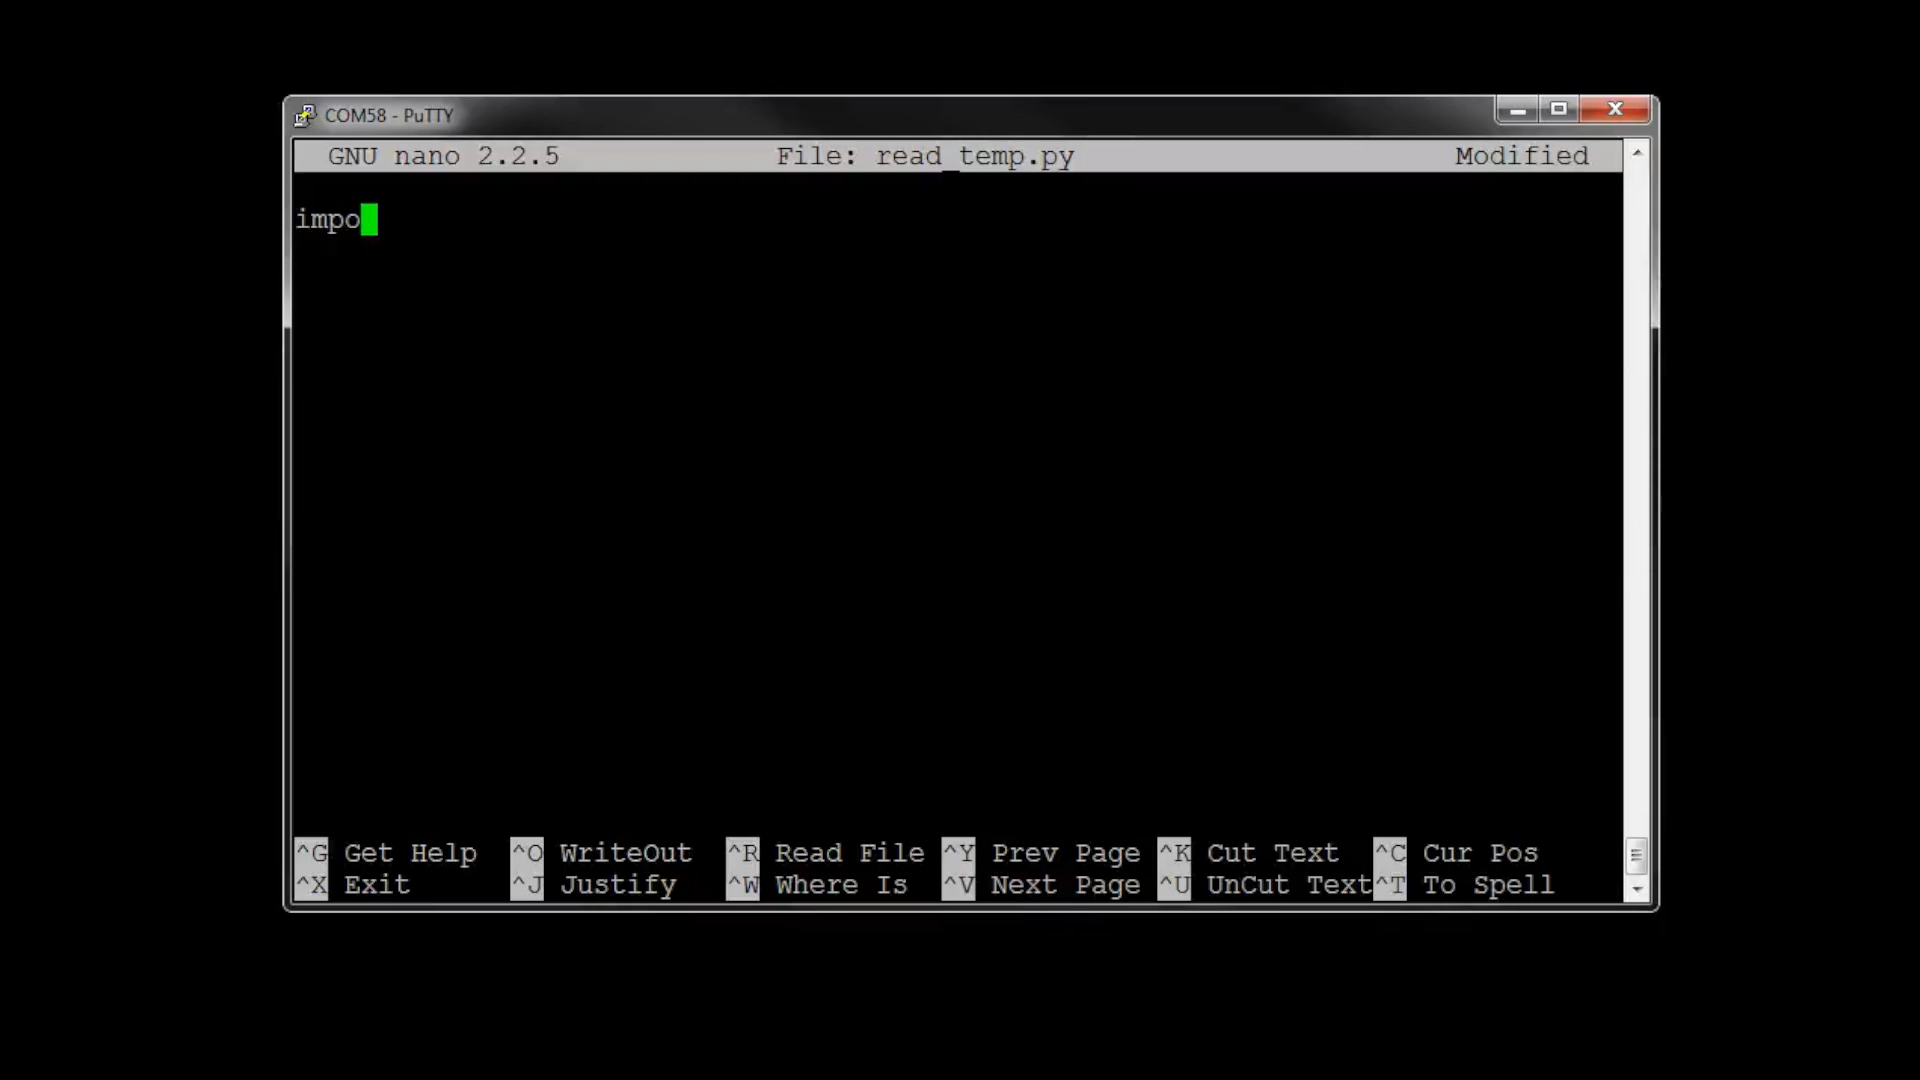 COM58 - PuTTY
GNU nano 2.2.5 File: read_temp.py Modified
impo
^G Get Help ^O WriteOut ^R Read File ^Y Prev Page ^K Cut Text ^C Cur Pos
^X Exit ^J Justify ^W Where Is ^V Next Page ^U UnCut Text ^T To Spell